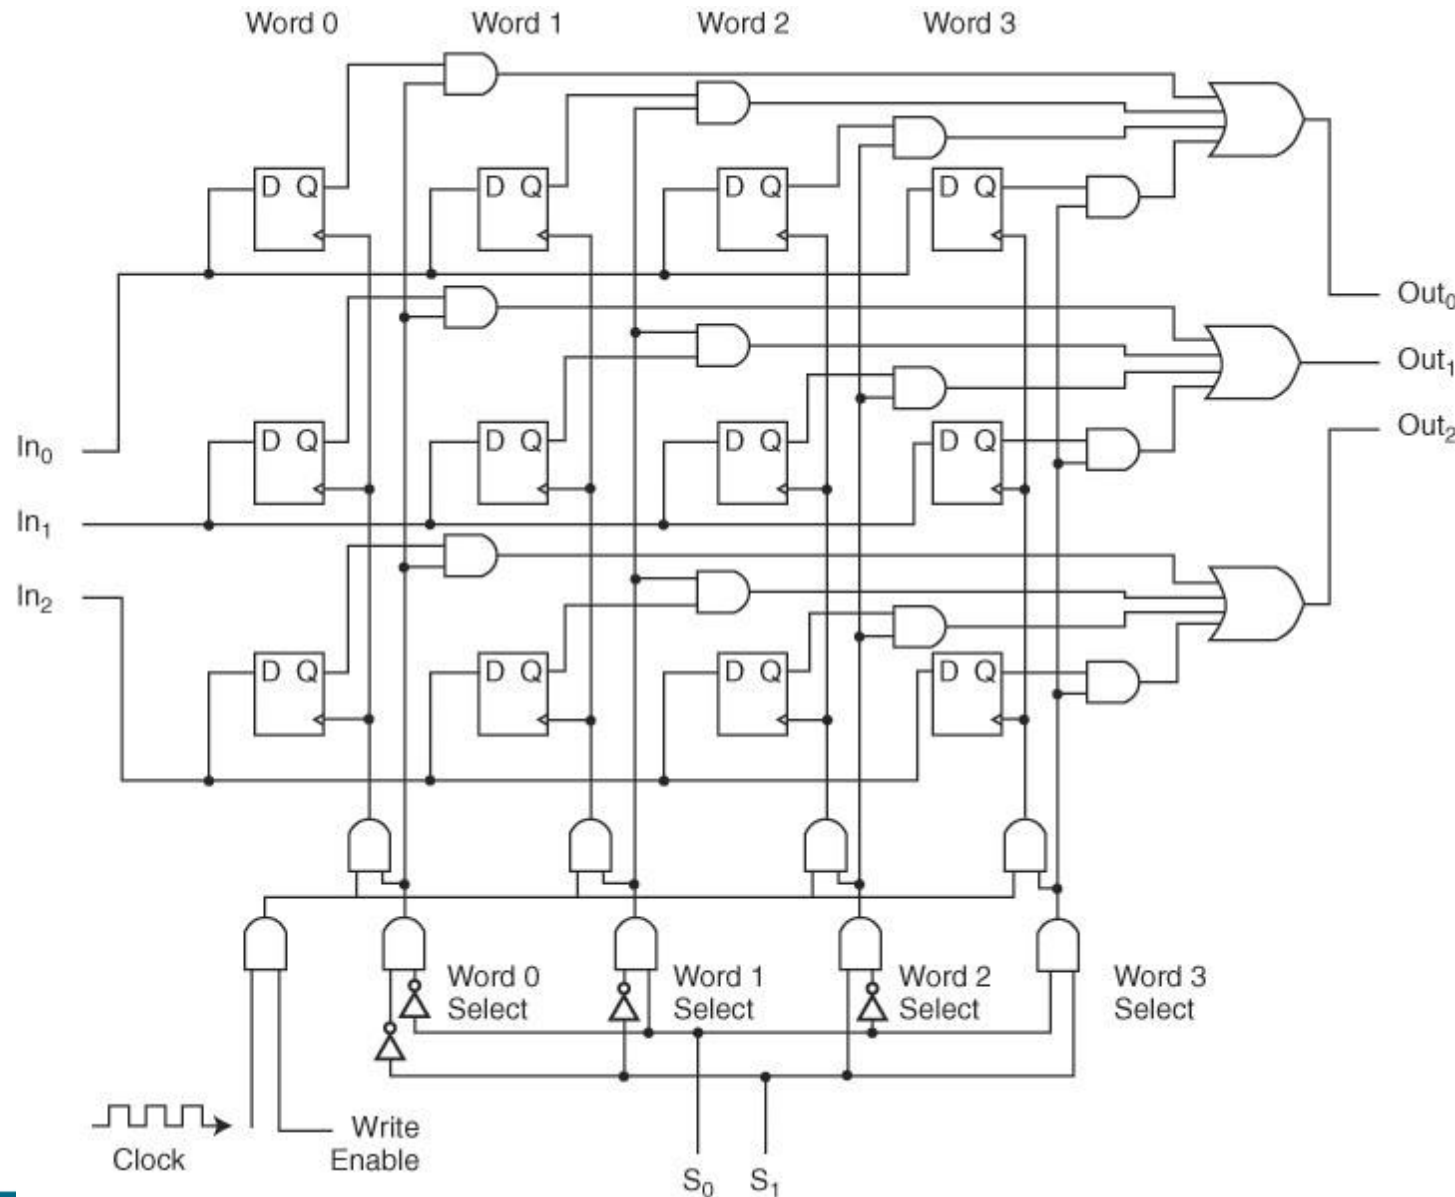 Word 0 Word 1 Word 2 Word 3
D Q D Q D Q D Q
Out₀
Out₁
Out₂
In₀
D Q D Q D Q D Q
In₁
In₂
D Q D Q D Q D Q
Word 0 Word 1 Word 2 Word 3
Select Select Select Select
Write
Clock Enable
S₀ S₁